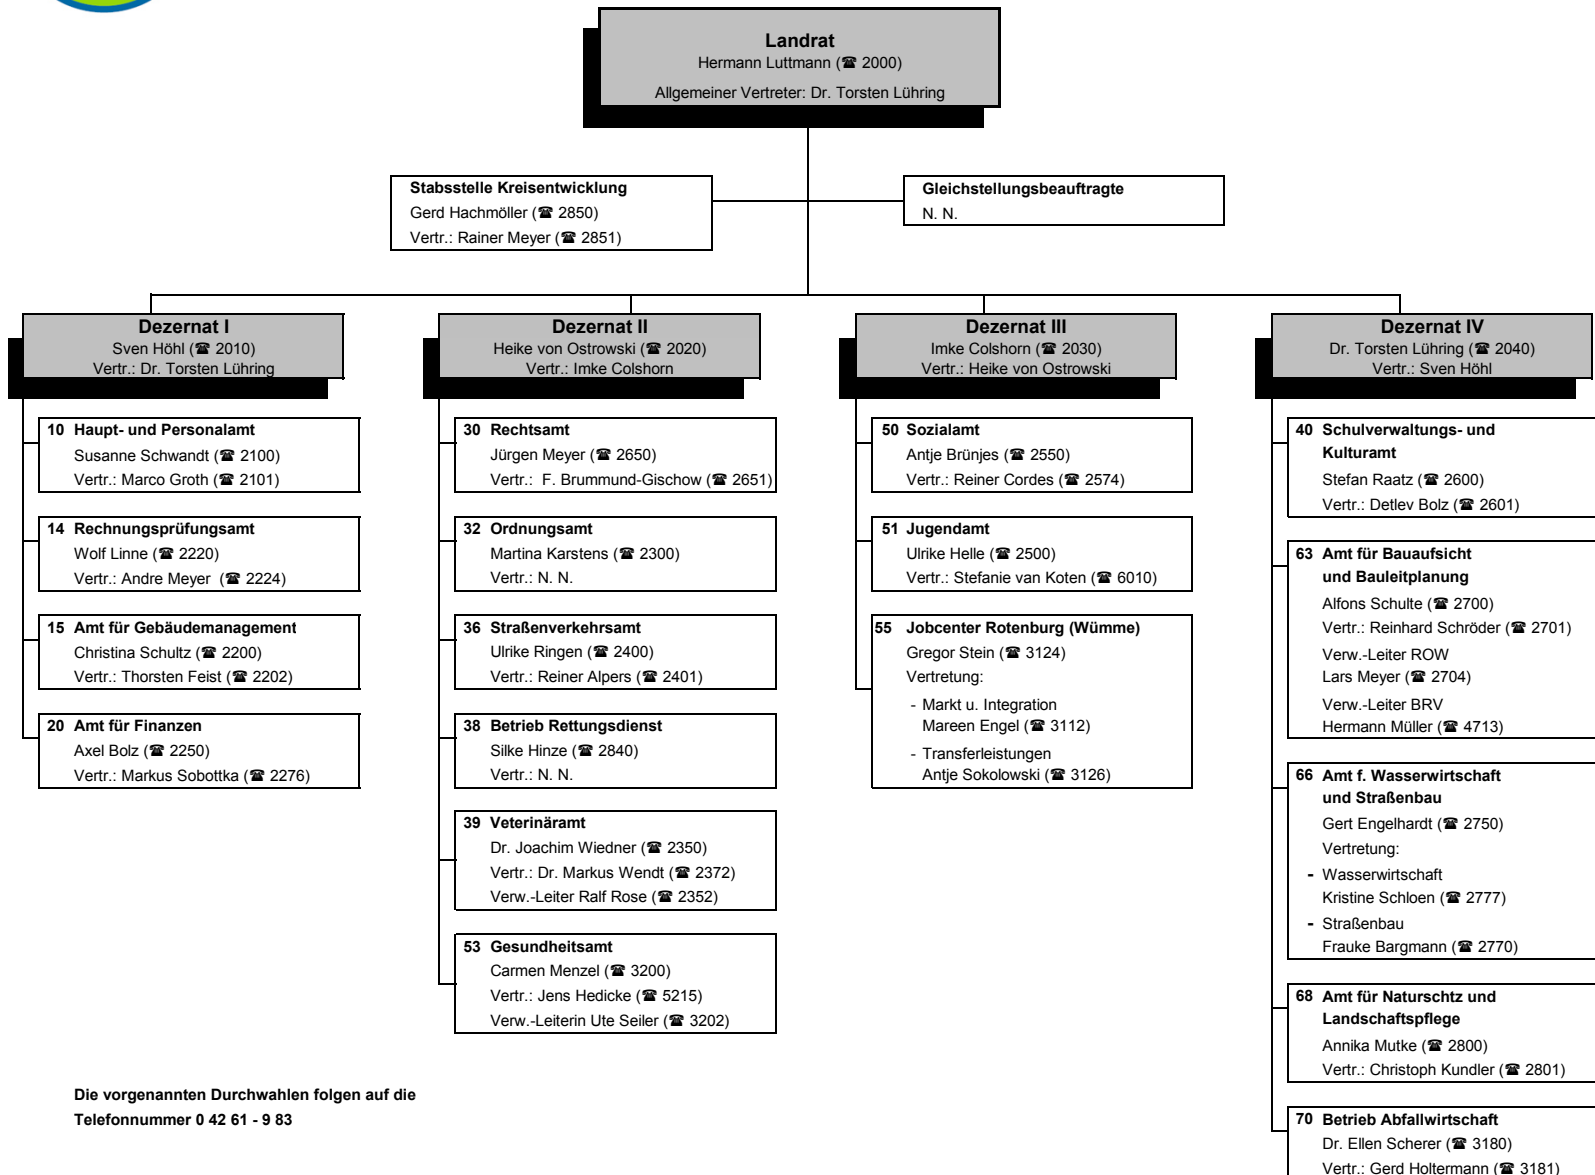 Landrat
Hermann Luttmann (☎ 2000)
Allgemeiner Vertreter: Dr. Torsten Lühring
Stabsstelle Kreisentwicklung
Gerd Hachmöller (☎ 2850)
Vertr.: Rainer Meyer (☎ 2851)
Gleichstellungsbeauftragte
N. N.
Dezernat I
Sven Höhl (☎ 2010)
Vertr.: Dr. Torsten Lühring
10 Haupt- und Personalamt
Susanne Schwandt (☎ 2100)
Vertr.: Marco Groth (☎ 2101)
14 Rechnungsprüfungsamt
Wolf Linne (☎ 2220)
Vertr.: Andre Meyer (☎ 2224)
15 Amt für Gebäudemanagement
Christina Schultz (☎ 2200)
Vertr.: Thorsten Feist (☎ 2202)
20 Amt für Finanzen
Axel Bolz (☎ 2250)
Vertr.: Markus Sobottka (☎ 2276)
Dezernat II
Heike von Ostrowski (☎ 2020)
Vertr.: Imke Colshorn
30 Rechtsamt
Jürgen Meyer (☎ 2650)
Vertr.: F. Brummund-Gischow (☎ 2651)
32 Ordnungsamt
Martina Karstens (☎ 2300)
Vertr.: N. N.
36 Straßenverkehrsamt
Ulrike Ringen (☎ 2400)
Vertr.: Reiner Alpers (☎ 2401)
38 Betrieb Rettungsdienst
Silke Hinze (☎ 2840)
Vertr.: N. N.
39 Veterinäramt
Dr. Joachim Wiedner (☎ 2350)
Vertr.: Dr. Markus Wendt (☎ 2372)
Verw.-Leiter Ralf Rose (☎ 2352)
53 Gesundheitsamt
Carmen Menzel (☎ 3200)
Vertr.: Jens Hedicke (☎ 5215)
Verw.-Leiterin Ute Seiler (☎ 3202)
Dezernat III
Imke Colshorn (☎ 2030)
Vertr.: Heike von Ostrowski
50 Sozialamt
Antje Brünjes (☎ 2550)
Vertr.: Reiner Cordes (☎ 2574)
51 Jugendamt
Ulrike Helle (☎ 2500)
Vertr.: Stefanie van Koten (☎ 6010)
55 Jobcenter Rotenburg (Wümme)
Gregor Stein (☎ 3124)
Vertretung:
- Markt u. Integration
Mareen Engel (☎ 3112)
- Transferleistungen
Antje Sokolowski (☎ 3126)
Dezernat IV
Dr. Torsten Lühring (☎ 2040)
Vertr.: Sven Höhl
40 Schulverwaltungs- und
Kulturamt
Stefan Raatz (☎ 2600)
Vertr.: Detlev Bolz (☎ 2601)
63 Amt für Bauaufsicht
und Bauleitplanung
Alfons Schulte (☎ 2700)
Vertr.: Reinhard Schröder (☎ 2701)
Verw.-Leiter ROW
Lars Meyer (☎ 2704)
Verw.-Leiter BRV
Hermann Müller (☎ 4713)
66 Amt f. Wasserwirtschaft
und Straßenbau
Gert Engelhardt (☎ 2750)
Vertretung:
- Wasserwirtschaft
Kristine Schloen (☎ 2777)
- Straßenbau
Frauke Bargmann (☎ 2770)
68 Amt für Naturschtz und
Landschaftspflege
Annika Mutke (☎ 2800)
Vertr.: Christoph Kundler (☎ 2801)
70 Betrieb Abfallwirtschaft
Dr. Ellen Scherer (☎ 3180)
Vertr.: Gerd Holtermann (☎ 3181)
Die vorgenannten Durchwahlen folgen auf die
Telefonnummer 0 42 61 - 9 83